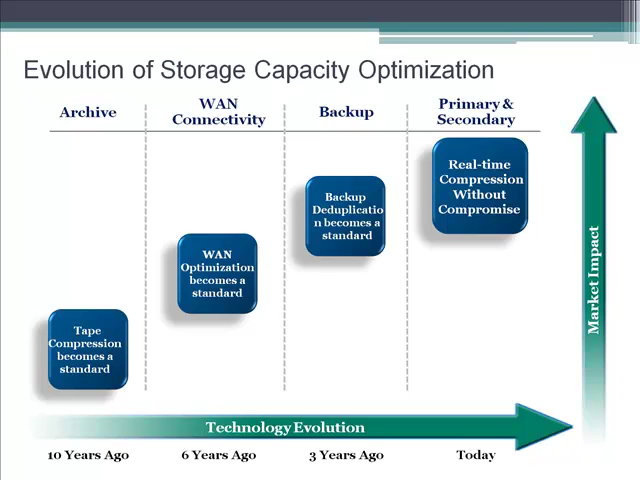 Evolution of Storage Capacity Optimization
Archive
WAN
Connectivity
Backup
Primary &
Secondary
Real-time
Compression
Without
Compromise
Backup
Deduplicatio
n becomes a
standard
WAN
Optimization
becomes a
standard
Tape
Compression
becomes a
standard
Market Impact
Technology Evolution
10 Years Ago
6 Years Ago
3 Years Ago
Today